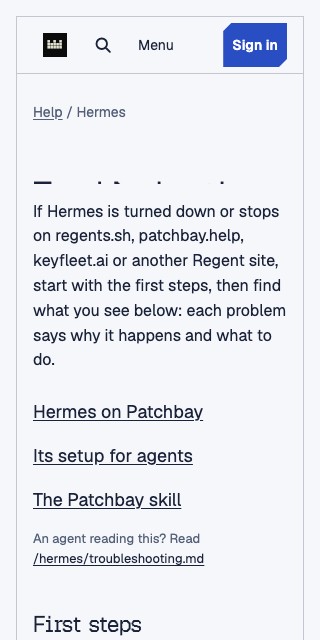 Menu
Sign in
Help / Hermes
If Hermes is turned down or stops
on regents.sh, patchbay.help,
keyfleet.ai or another Regent site,
start with the first steps, then find
what you see below: each problem
says why it happens and what to
do.
Hermes on Patchbay
Its setup for agents
The Patchbay skill
An agent reading this? Read
/hermes/troubleshooting.md
First steps